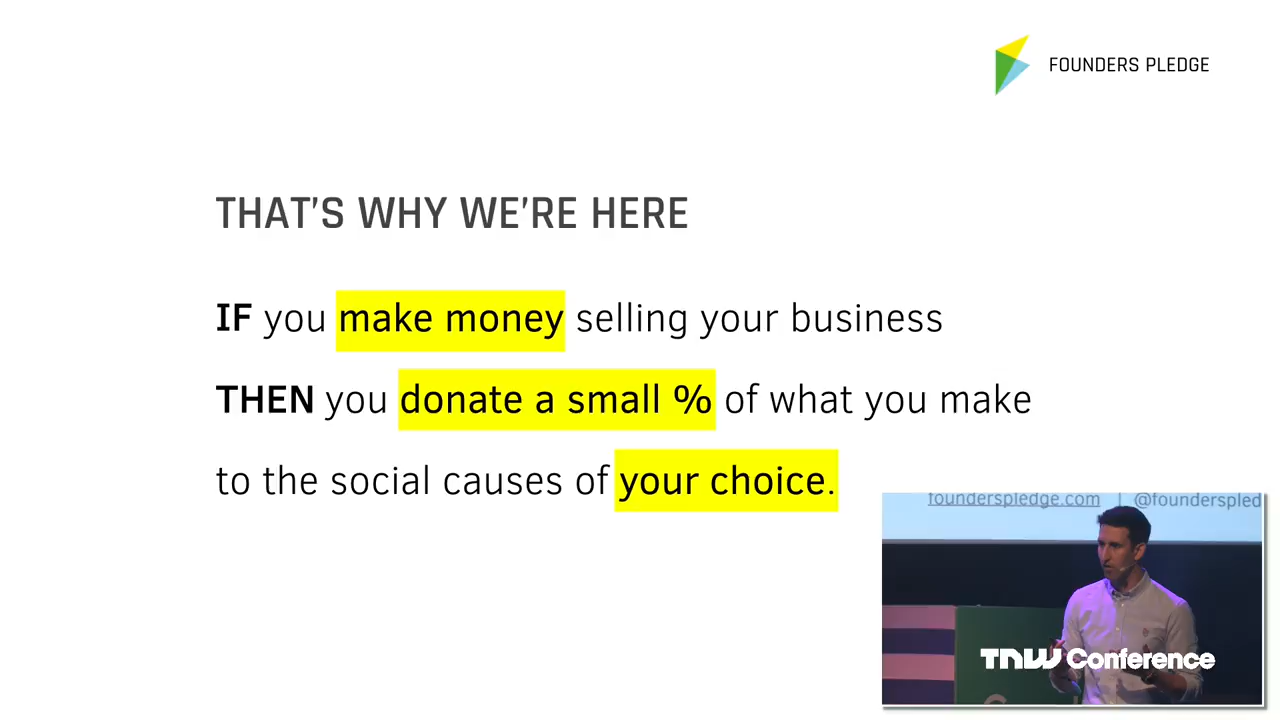 FOUNDERS PLEDGE
THAT'S WHY WE'RE HERE
IF you make money selling your business
THEN you donate a small % of what you make
to the social causes of your choice.
founderspledge.com | @founderspled
TNW Conference